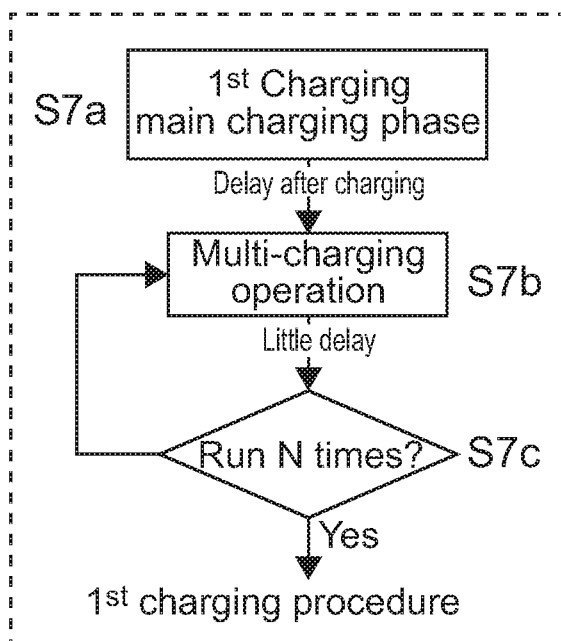 1st Charging
main charging phase
S7a
Delay after charging
Multi-charging
operation
S7b
Little delay
Run N times?
S7c
Yes
1st charging procedure